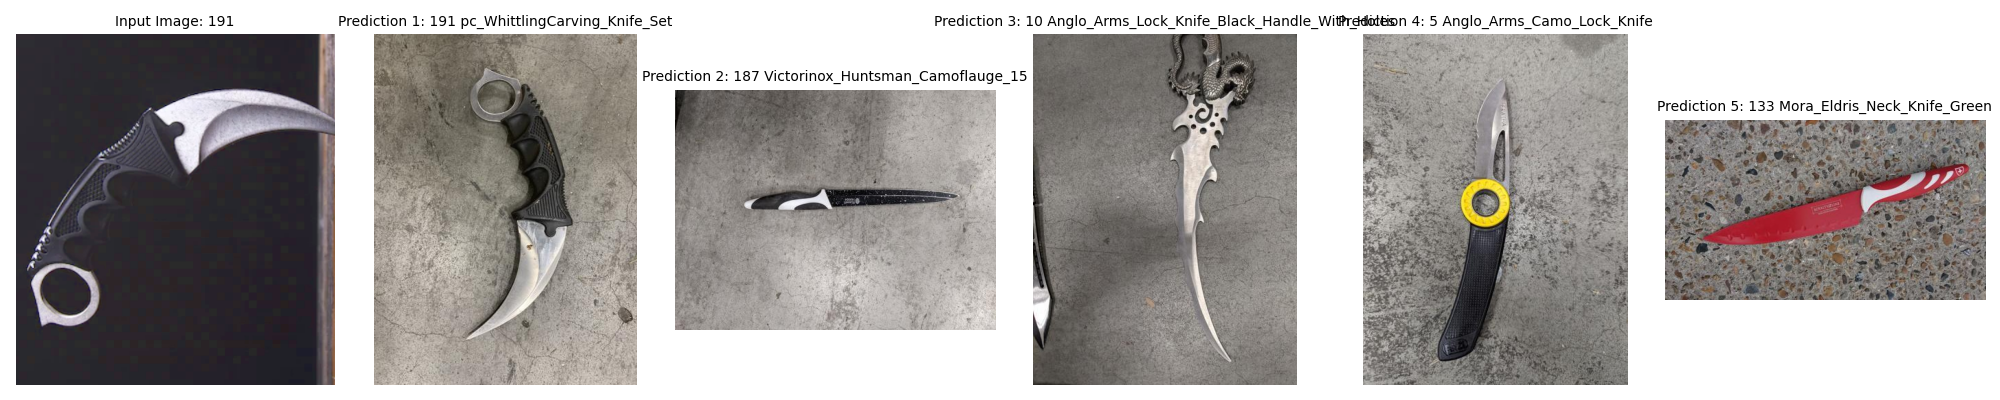 Input Image: 191
Prediction 1: 191 pc_WhittlingCarving_Knife_Set
Prediction 2: 187 Victorinox_Huntsman_Camoflauge_15
Prediction 3: 10 Anglo_Arms_Lock_Knife_Black_Handle_With_Holes
Prediction 4: 5 Anglo_Arms_Camo_Lock_Knife
Prediction 5: 133 Mora_Eldris_Neck_Knife_Green